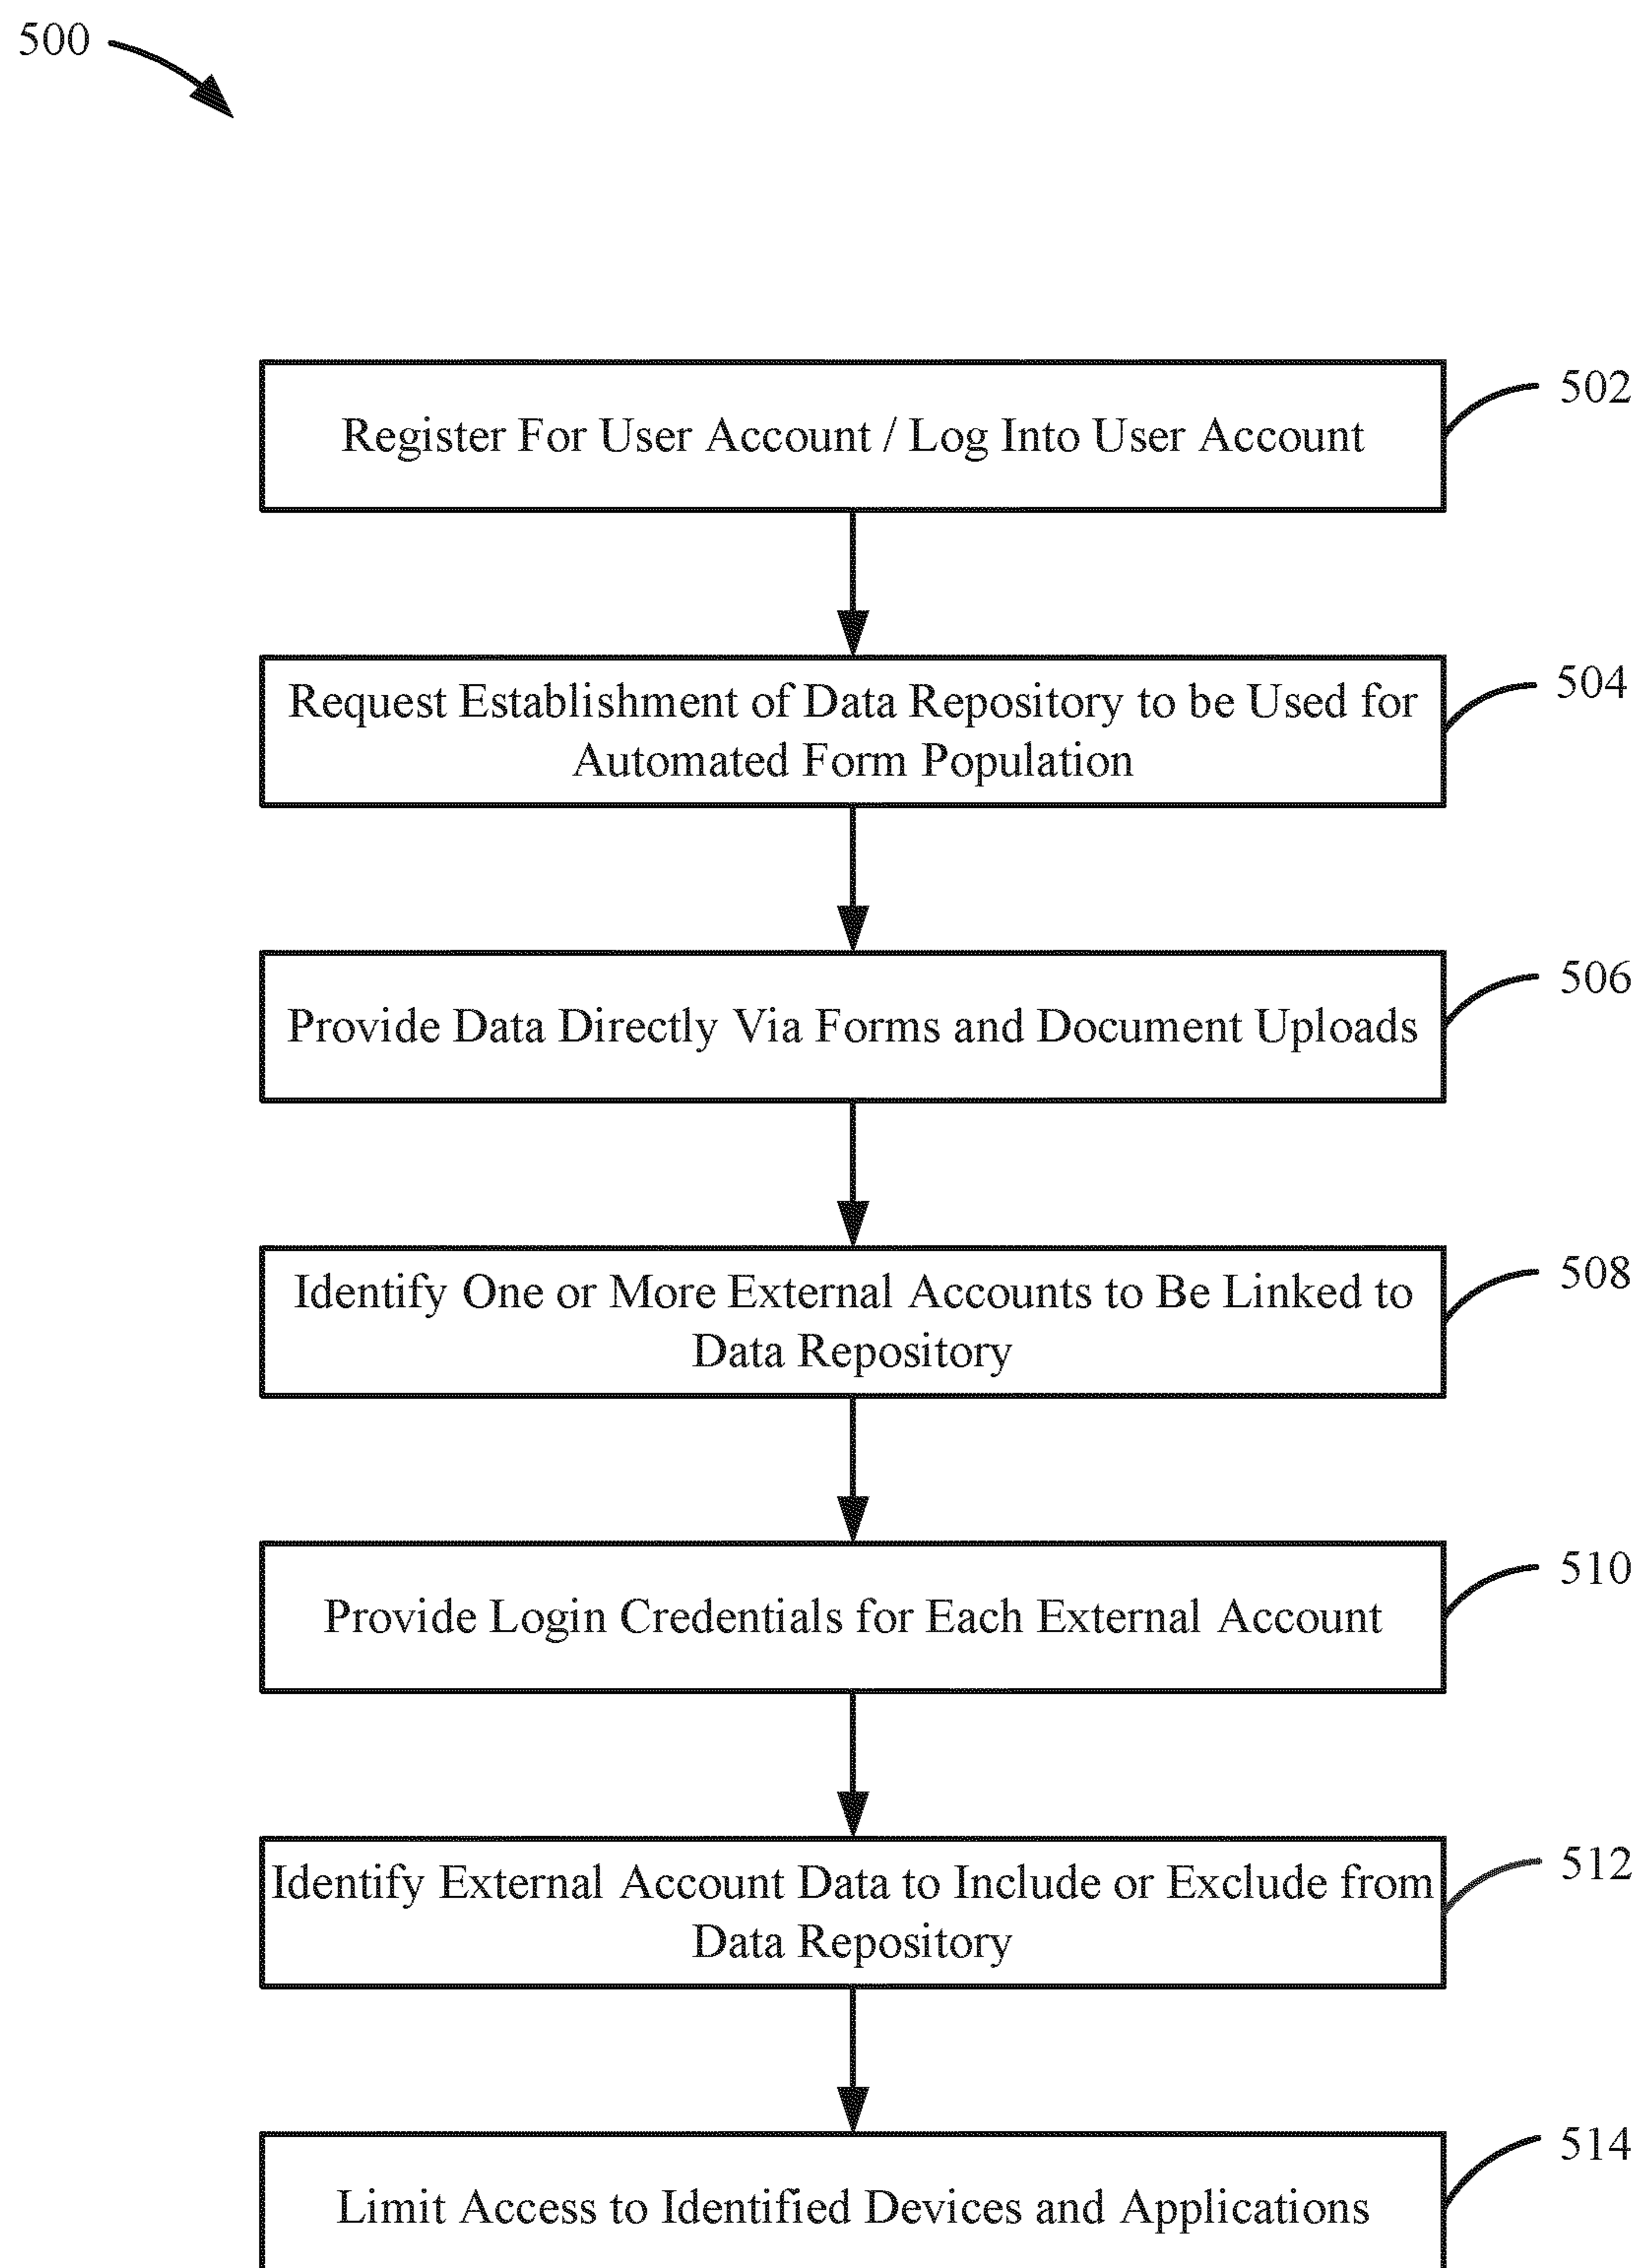 500
Register For User Account / Log Into User Account
502
Request Establishment of Data Repository to be Used for
Automated Form Population
504
Provide Data Directly Via Forms and Document Uploads
506
Identify One or More External Accounts to Be Linked to
Data Repository
508
Provide Login Credentials for Each External Account
510
Identify External Account Data to Include or Exclude from
Data Repository
512
Limit Access to Identified Devices and Applications
514